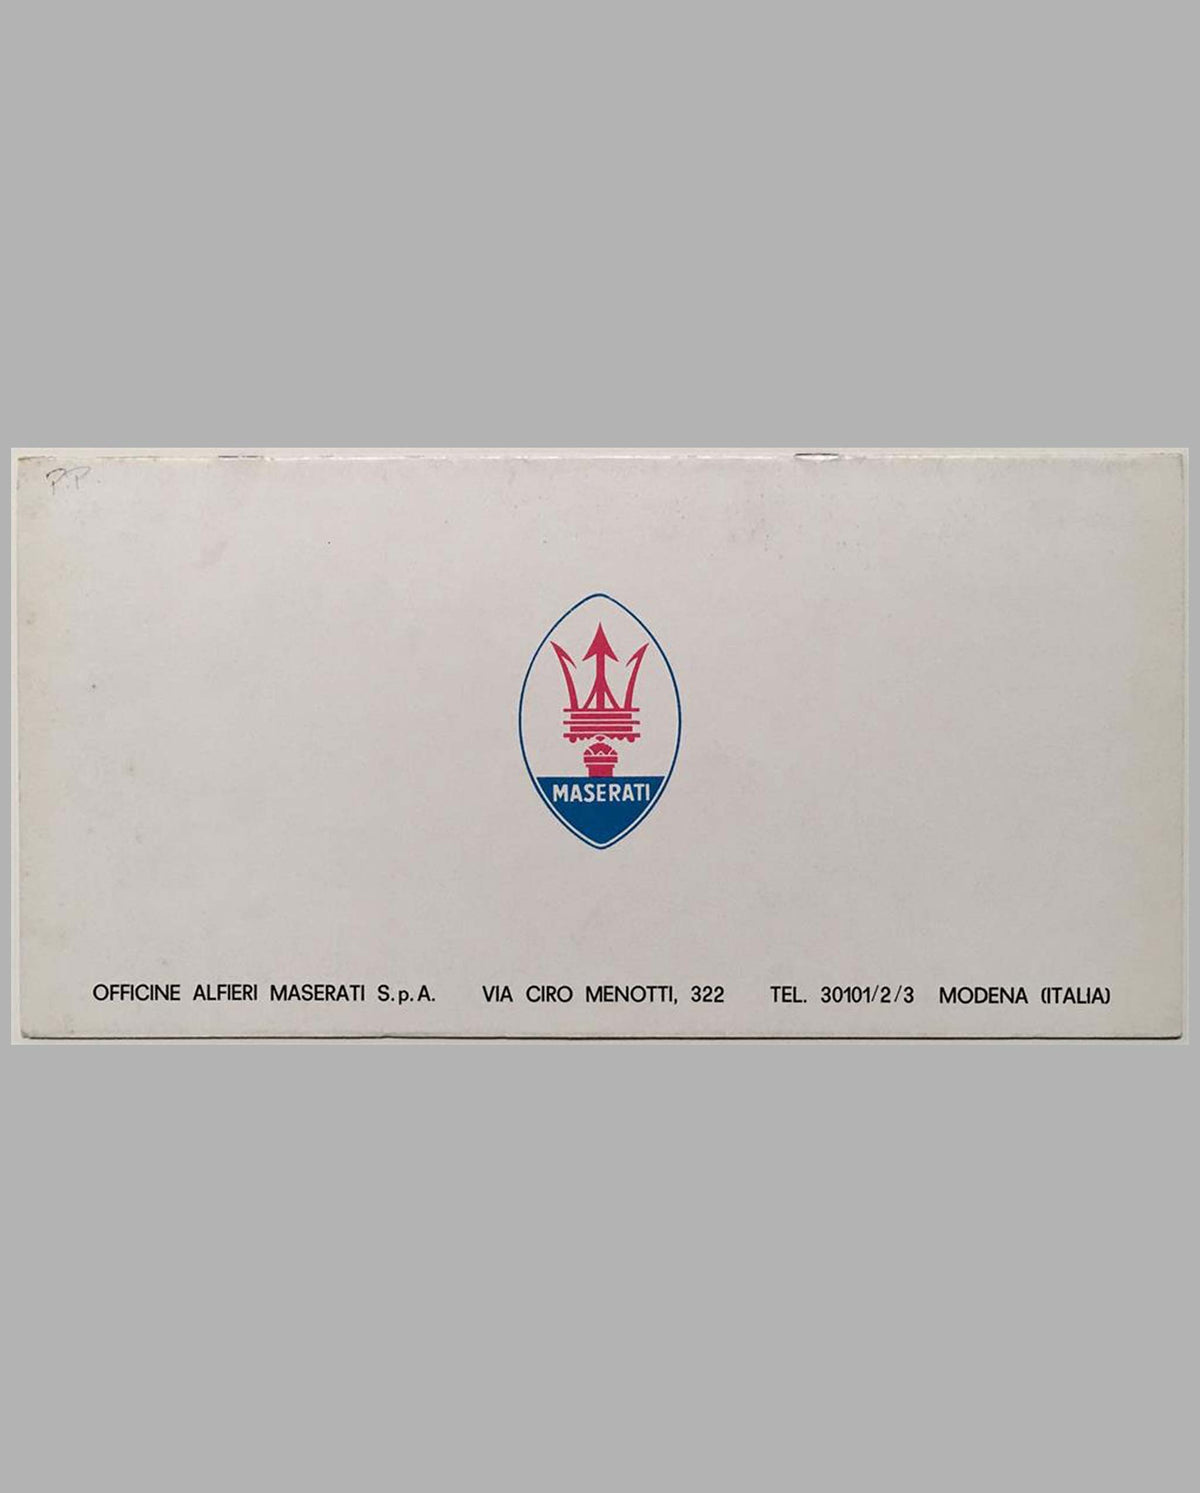 P.P.
MASERATI
OFFICINE ALFIERI MASERATI S.p.A. VIA CIRO MENOTTI, 322 TEL. 30101/2/3 MODENA (ITALIA)